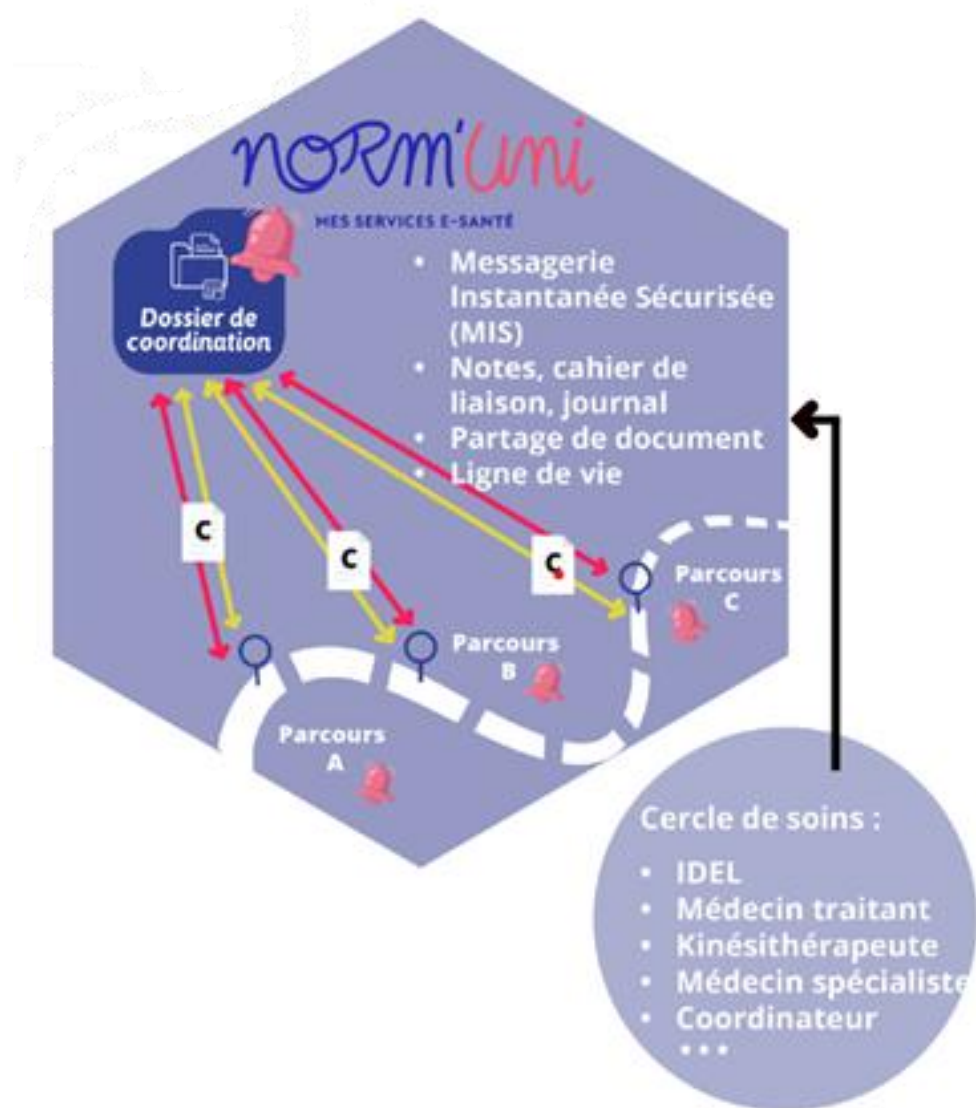 norm'uni
MES SERVICES E-SANTÉ
Dossier de
coordination
• Messagerie
Instantanée Sécurisée
(MIS)
• Notes, cahier de
liaison, journal
• Partage de document
• Ligne de vie
C
C
C
Parcours
C
Parcours
B
Parcours
A
Cercle de soins :
• IDEL
• Médecin traitant
• Kinésithérapeute
• Médecin spécialiste
• Coordinateur
• • •